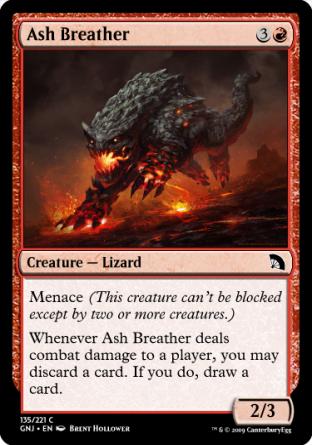 Ash Breather 3
Creature — Lizard
Menace (This creature can't be blocked
except by two or more creatures.)
Whenever Ash Breather deals
combat damage to a player, you may
discard a card. If you do, draw a
card.
2/3
135/221 C
GNJ • EN Brent Hollower
™ & © 2009 CanterburyEgg